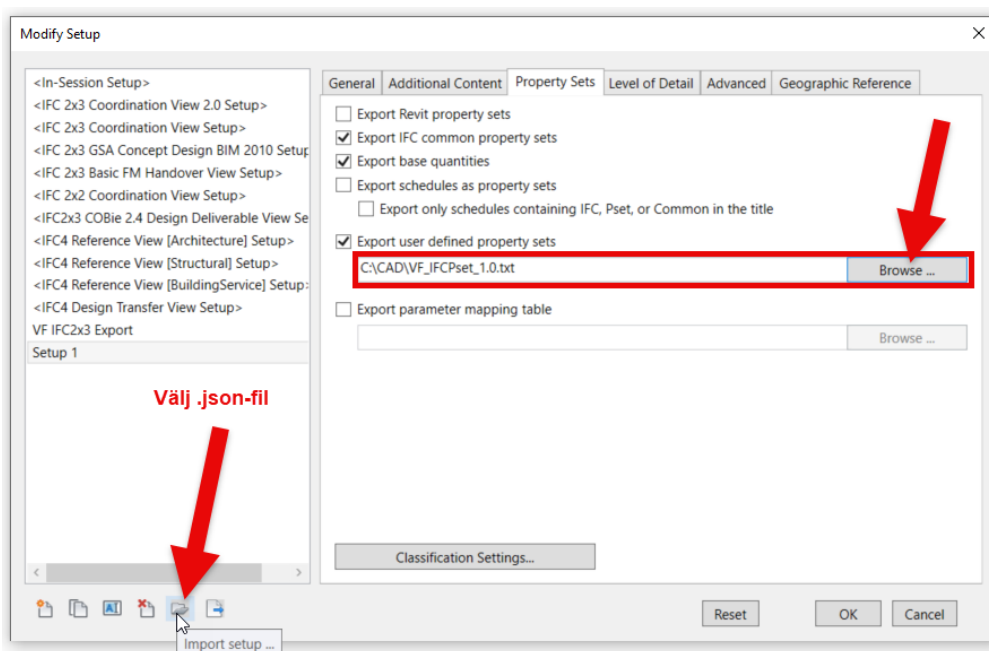 Modify Setup
<In-Session Setup>
<IFC 2x3 Coordination View 2.0 Setup>
<IFC 2x3 Coordination View Setup>
<IFC 2x3 GSA Concept Design BIM 2010 Setup
<IFC 2x3 Basic FM Handover View Setup>
<IFC 2x2 Coordination View Setup>
<IFC2x3 COBie 2.4 Design Deliverable View Se
<IFC4 Reference View [Architecture] Setup>
<IFC4 Reference View [Structural] Setup>
<IFC4 Reference View [BuildingService] Setup>
<IFC4 Design Transfer View Setup>
VF IFC2x3 Export
Setup 1
Välj .json-fil
Import setup ...
General Additional Content Property Sets Level of Detail Advanced Geographic Reference
Export Revit property sets
Export IFC common property sets
Export base quantities
Export schedules as property sets
Export only schedules containing IFC, Pset, or Common in the title
Export user defined property sets
C:\CAD\VF_IFCPset_1.0.txt Browse ...
Export parameter mapping table
Browse ...
Classification Settings...
Reset OK Cancel